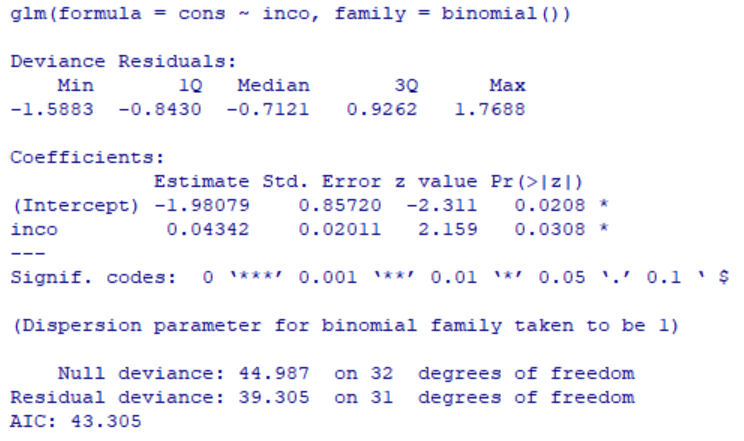 glm(formula = cons ~ inco, family = binomial())
Deviance Residuals:
Min 1Q Median 3Q Max
-1.5883 -0.8430 -0.7121 0.9262 1.7688
Coefficients:
Estimate Std. Error z value Pr(>|z|)
(Intercept) -1.98079 0.85720 -2.311 0.0208 *
inco 0.04342 0.02011 2.159 0.0308 *
---
Signif. codes: 0 ‘***’ 0.001 ‘**’ 0.01 ‘*’ 0.05 ‘.’ 0.1 ‘ $
(Dispersion parameter for binomial family taken to be 1)
Null deviance: 44.987 on 32 degrees of freedom
Residual deviance: 39.305 on 31 degrees of freedom
AIC: 43.305